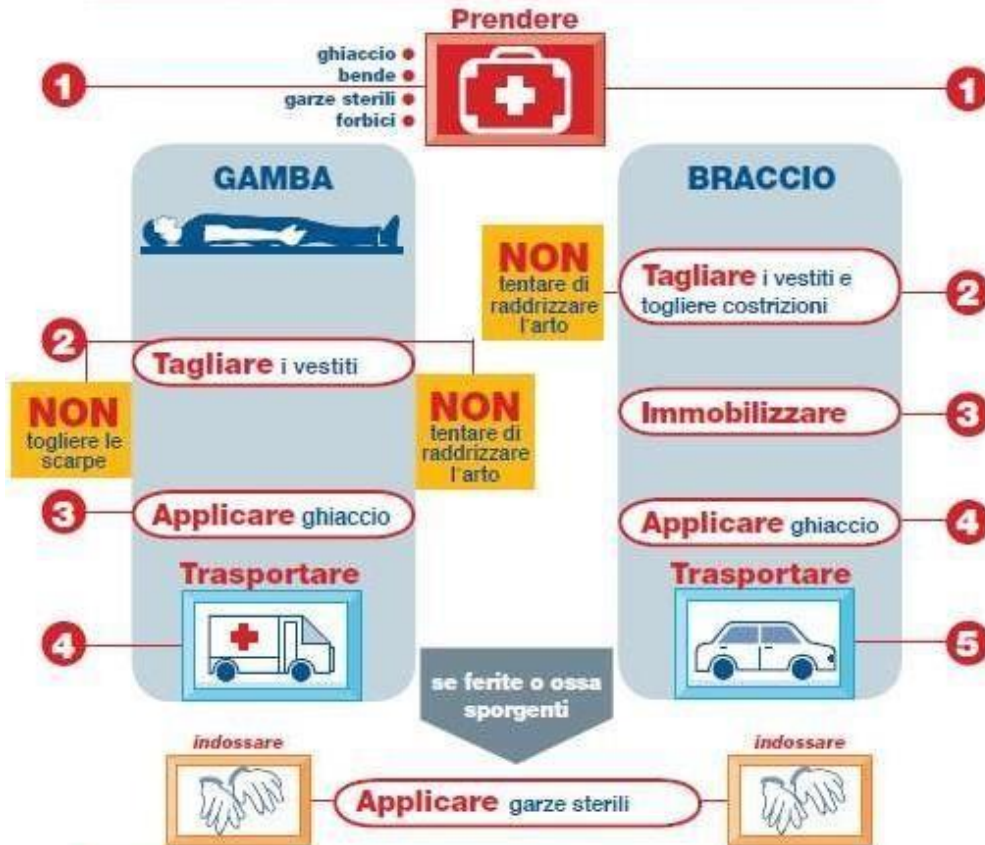 Prendere
ghiaccio •
bende •
garze sterili •
forbici •
1
1
GAMBA
2
Tagliare i vestiti
NON
togliere le
scarpe
NON
tentare di
raddrizzare
l'arto
3
Applicare ghiaccio
Trasportare
4
BRACCIO
NON
tentare di
raddrizzare
l'arto
Tagliare i vestiti e
togliere costrizioni
2
Immobilizzare
3
Applicare ghiaccio
4
Trasportare
5
se ferite o ossa
sporgenti
indossare
Applicare garze sterili
indossare